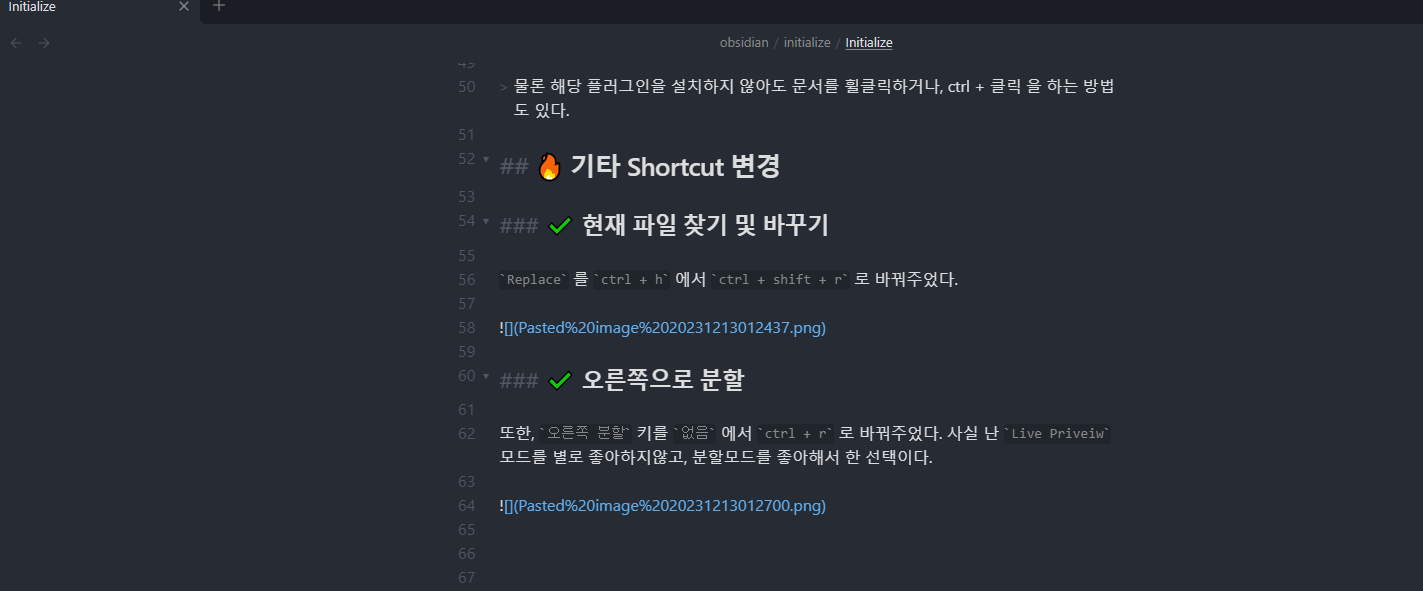 Initialize
obsidian / initialize / Initialize
49
50 > 물론 해당 플러그인을 설치하지 않아도 문서를 휠클릭하거나, ctrl + 클릭 을 하는 방법
도 있다.
51
52 ## 🔥 기타 Shortcut 변경
53
54 ### ✔ 현재 파일 찾기 및 바꾸기
55
56 `Replace` 를 `ctrl + h` 에서 `ctrl + shift + r` 로 바꿔주었다.
57
58 ![](Pasted%20image%2020231213012437.png)
59
60 ### ✔ 오른쪽으로 분할
61
62 또한, `오른쪽 분할` 키를 `없음` 에서 `ctrl + r` 로 바꿔주었다. 사실 난 `Live Priveiw`
모드를 별로 좋아하지않고, 분할모드를 좋아해서 한 선택이다.
63
64 ![](Pasted%20image%2020231213012700.png)
65
66
67